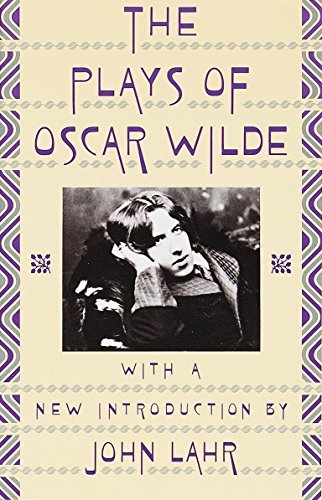 THE
PLAYS OF
OSCAR WILDE
WITH A
NEW INTRODUCTION BY
JOHN LAHR